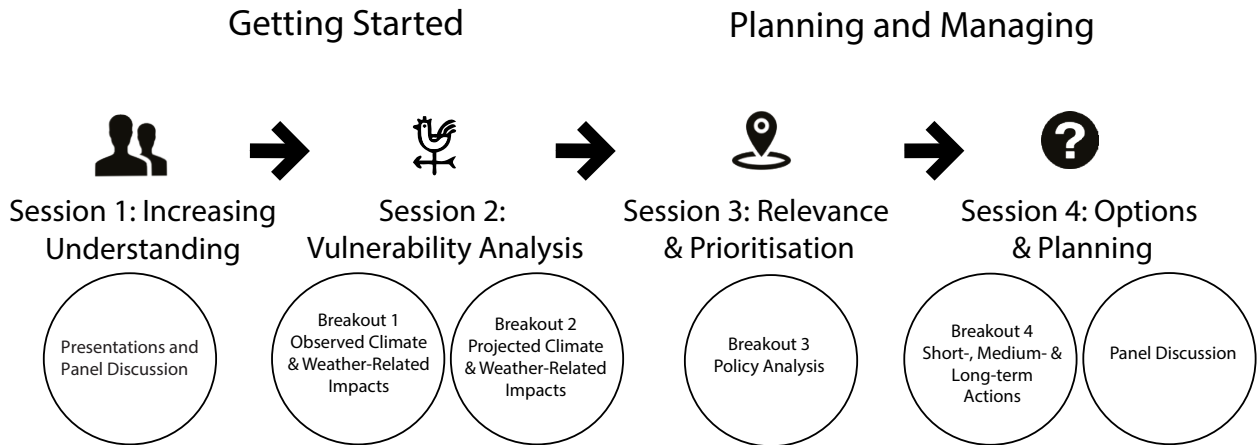 Getting Started
Planning and Managing
Session 1: Increasing
Understanding
Session 2:
Vulnerability Analysis
Session 3: Relevance
& Prioritisation
Session 4: Options
& Planning
Presentations and
Panel Discussion
Breakout 1
Observed Climate
& Weather-Related
Impacts
Breakout 2
Projected Climate
& Weather-Related
Impacts
Breakout 3
Policy Analysis
Breakout 4
Short-, Medium- &
Long-term
Actions
Panel Discussion